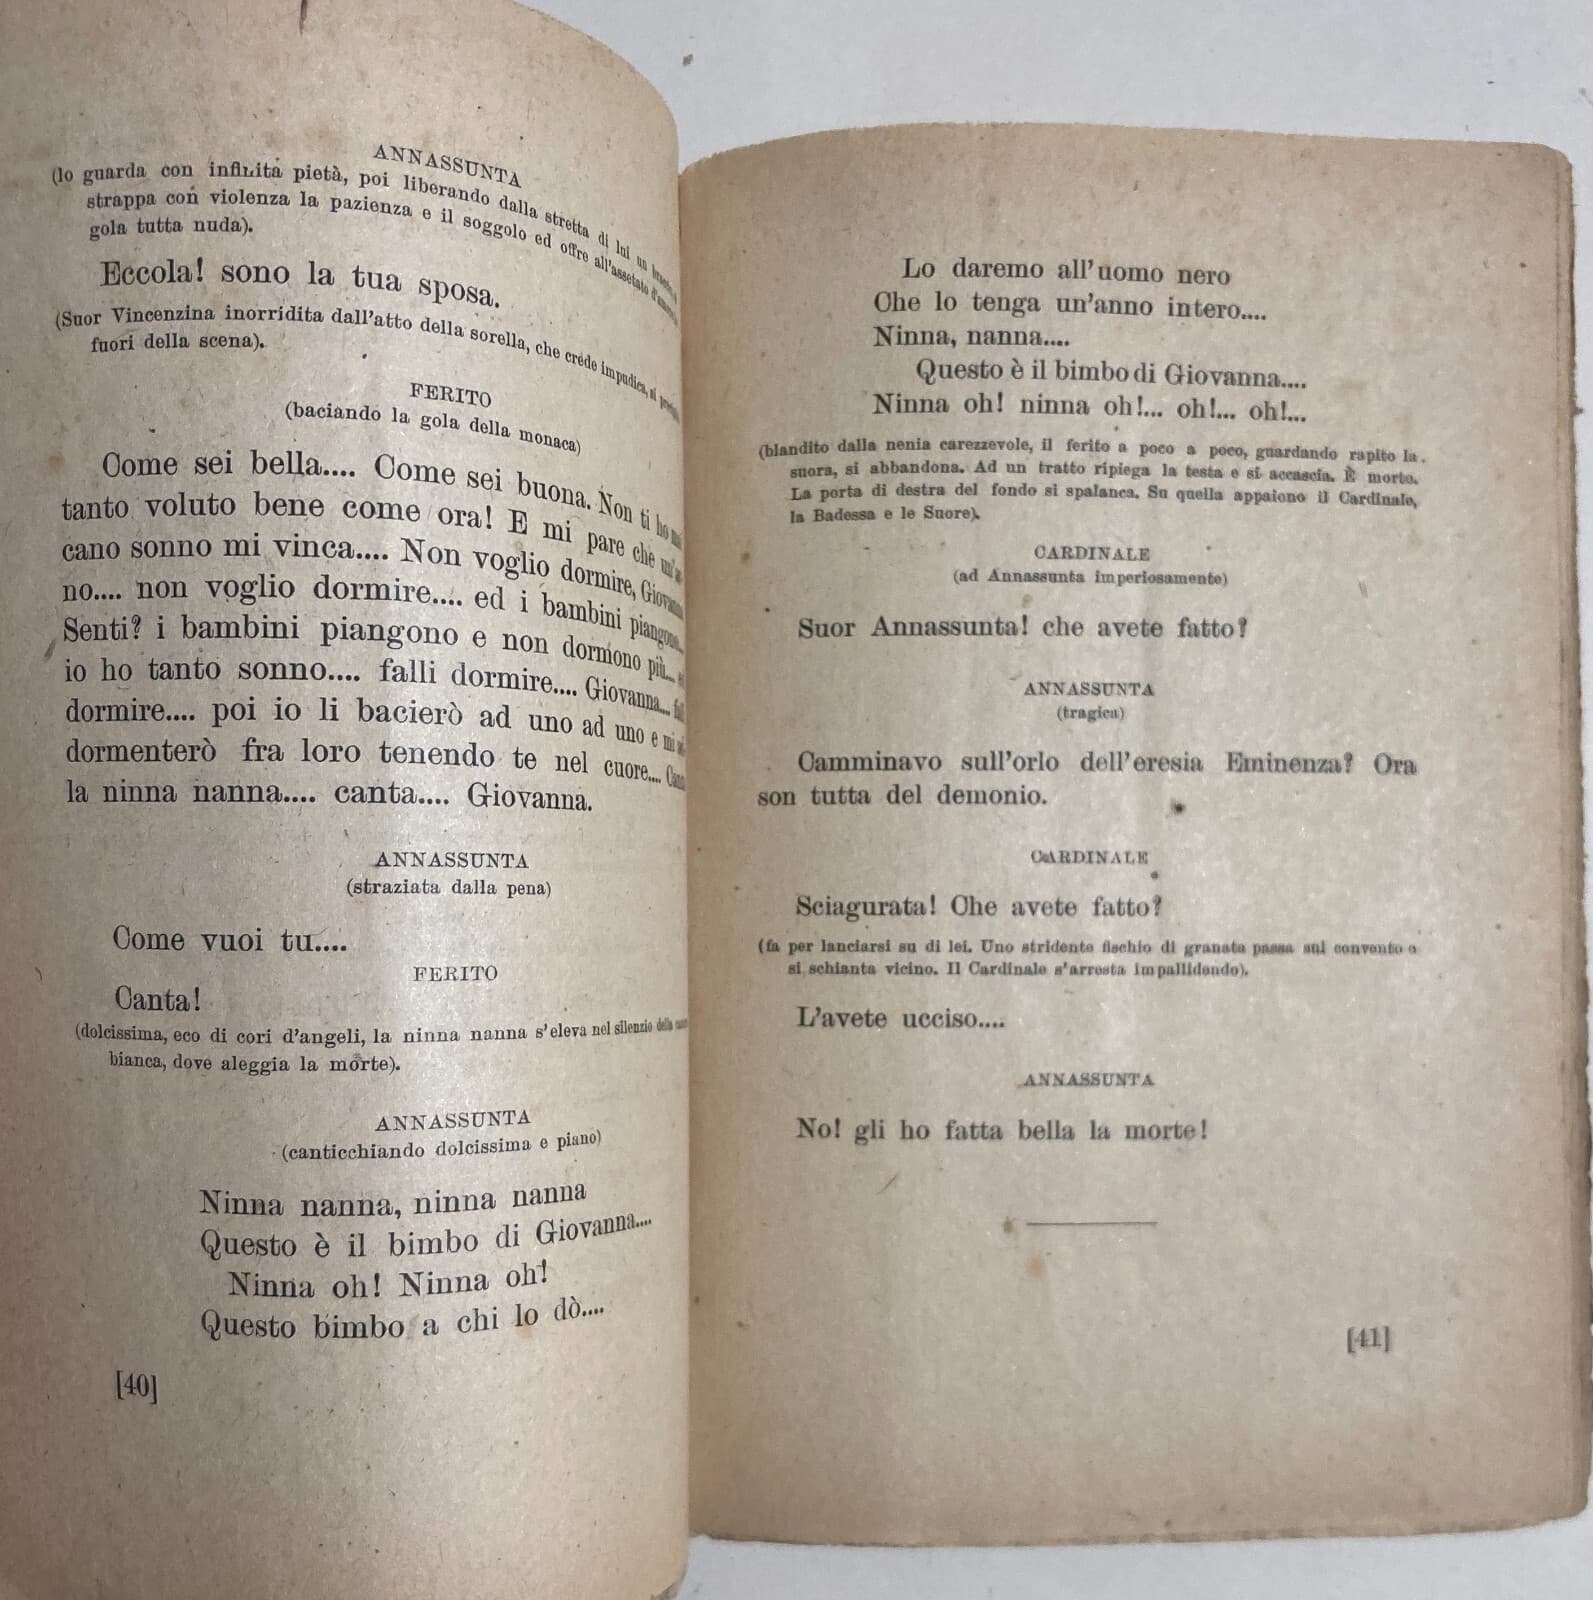 ANNASSUNTA
(lo guarda con infinita pietà, poi liberando dalla stretta di lui un
strappa con violenza la pazienza e il soggolo ed offre all'assetato
gola tutta nuda).
Eccola! sono la tua sposa.
(Suor Vincenzina inorridita dall'atto della sorella, che crede impudica, si
fuori della scena).
FERITO
(baciando la gola della monaca)
Come sei bella.... Come sei buona. Non ti ho
tanto voluto bene come ora! E mi pare che
cano sonno mi vinca.... Non voglio dormire,
no.... non voglio dormire.... ed i bambini piangono...
Senti? i bambini piangono e non dormono più....
io ho tanto sonno.... falli dormire.... Giovanna....
dormire.... poi io li bacierò ad uno ad uno e mi
dormenterò fra loro tenendo te nel cuore....
la ninna nanna.... canta.... Giovanna.
ANNASSUNTA
(straziata dalla pena)
Come vuoi tu....
FERITO
Canta!
(dolcissima, eco di cori d'angeli, la ninna nanna s'eleva nel silenzio della
bianca, dove aleggia la morte).
ANNASSUNTA
(canticchiando dolcissima e piano)
Ninna nanna, ninna nanna
Questo è il bimbo di Giovanna....
Ninna oh! Ninna oh!
Questo bimbo a chi lo dò....
[40]
Lo daremo all'uomo nero
Che lo tenga un'anno intero....
Ninna, nanna....
Questo è il bimbo di Giovanna....
Ninna oh! ninna oh!... oh!... oh!...
(blandito dalla nenia carezzevole, il ferito a poco a poco, guardando rapito la
suora, si abbandona. Ad un tratto ripiega la testa e si accascia. È morto.
La porta di destra del fondo si spalanca. Su quella appaiono il Cardinale,
la Badessa e le Suore).
CARDINALE
(ad Annassunta imperiosamente)
Suor Annassunta! che avete fatto?
ANNASSUNTA
(tragica)
Camminavo sull'orlo dell'eresia Eminenza? Ora
son tutta del demonio.
CARDINALE
Sciagurata! Che avete fatto?
(fa per lanciarsi su di lei. Uno stridente fischio di granata passa sul convento e
si schianta vicino. Il Cardinale s'arresta impallidendo).
L'avete ucciso....
ANNASSUNTA
No! gli ho fatta bella la morte!
[41]